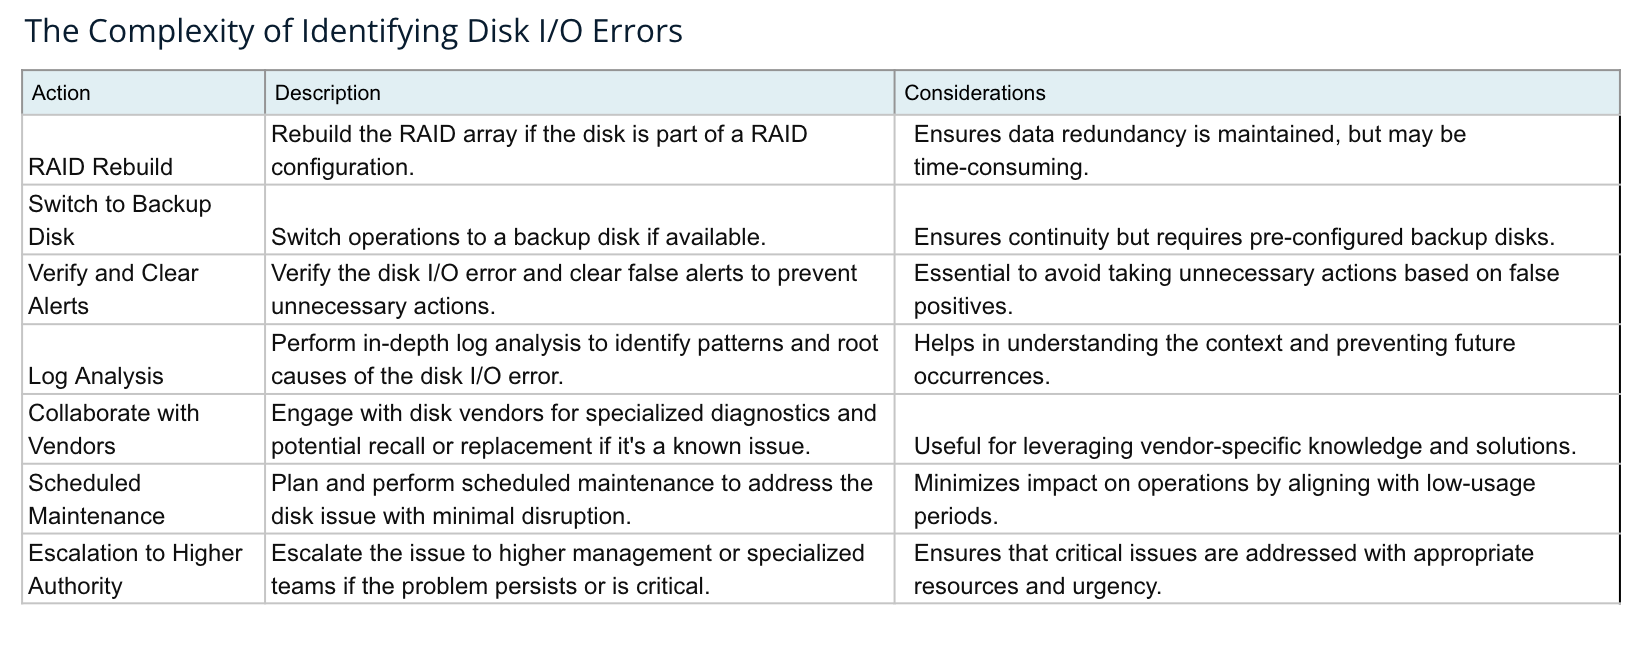 The Complexity of Identifying Disk I/O Errors
Action
Description
Considerations
RAID Rebuild
Rebuild the RAID array if the disk is part of a RAID
configuration.
Ensures data redundancy is maintained, but may be
time-consuming.
Switch to Backup
Disk
Switch operations to a backup disk if available.
Ensures continuity but requires pre-configured backup disks.
Verify and Clear
Alerts
Verify the disk I/O error and clear false alerts to prevent
unnecessary actions.
Essential to avoid taking unnecessary actions based on false
positives.
Log Analysis
Perform in-depth log analysis to identify patterns and root
causes of the disk I/O error.
Helps in understanding the context and preventing future
occurrences.
Collaborate with
Vendors
Engage with disk vendors for specialized diagnostics and
potential recall or replacement if it's a known issue.
Useful for leveraging vendor-specific knowledge and solutions.
Scheduled
Maintenance
Plan and perform scheduled maintenance to address the
disk issue with minimal disruption.
Minimizes impact on operations by aligning with low-usage
periods.
Escalation to Higher
Authority
Escalate the issue to higher management or specialized
teams if the problem persists or is critical.
Ensures that critical issues are addressed with appropriate
resources and urgency.